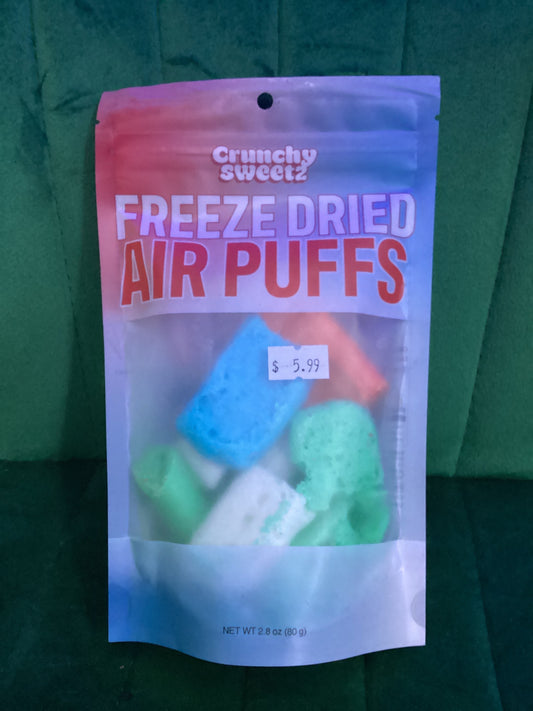 Crunchy
sweetz
FREEZE DRIED
AIR PUFFS
$ 5.99
NET WT 2.8 oz (80 g)